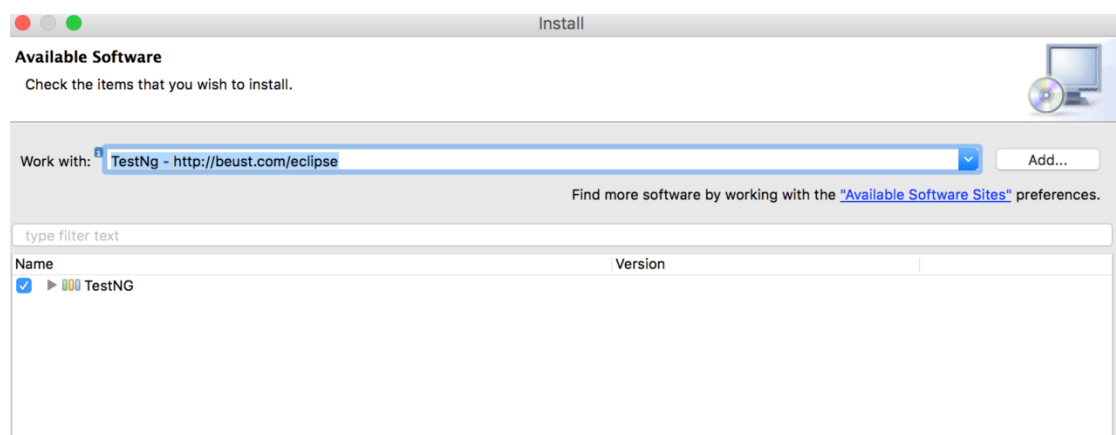 Install
Available Software
Check the items that you wish to install.
Work with: TestNg - http://beust.com/eclipse Add...
Find more software by working with the "Available Software Sites" preferences.
type filter text
Name Version
TestNG